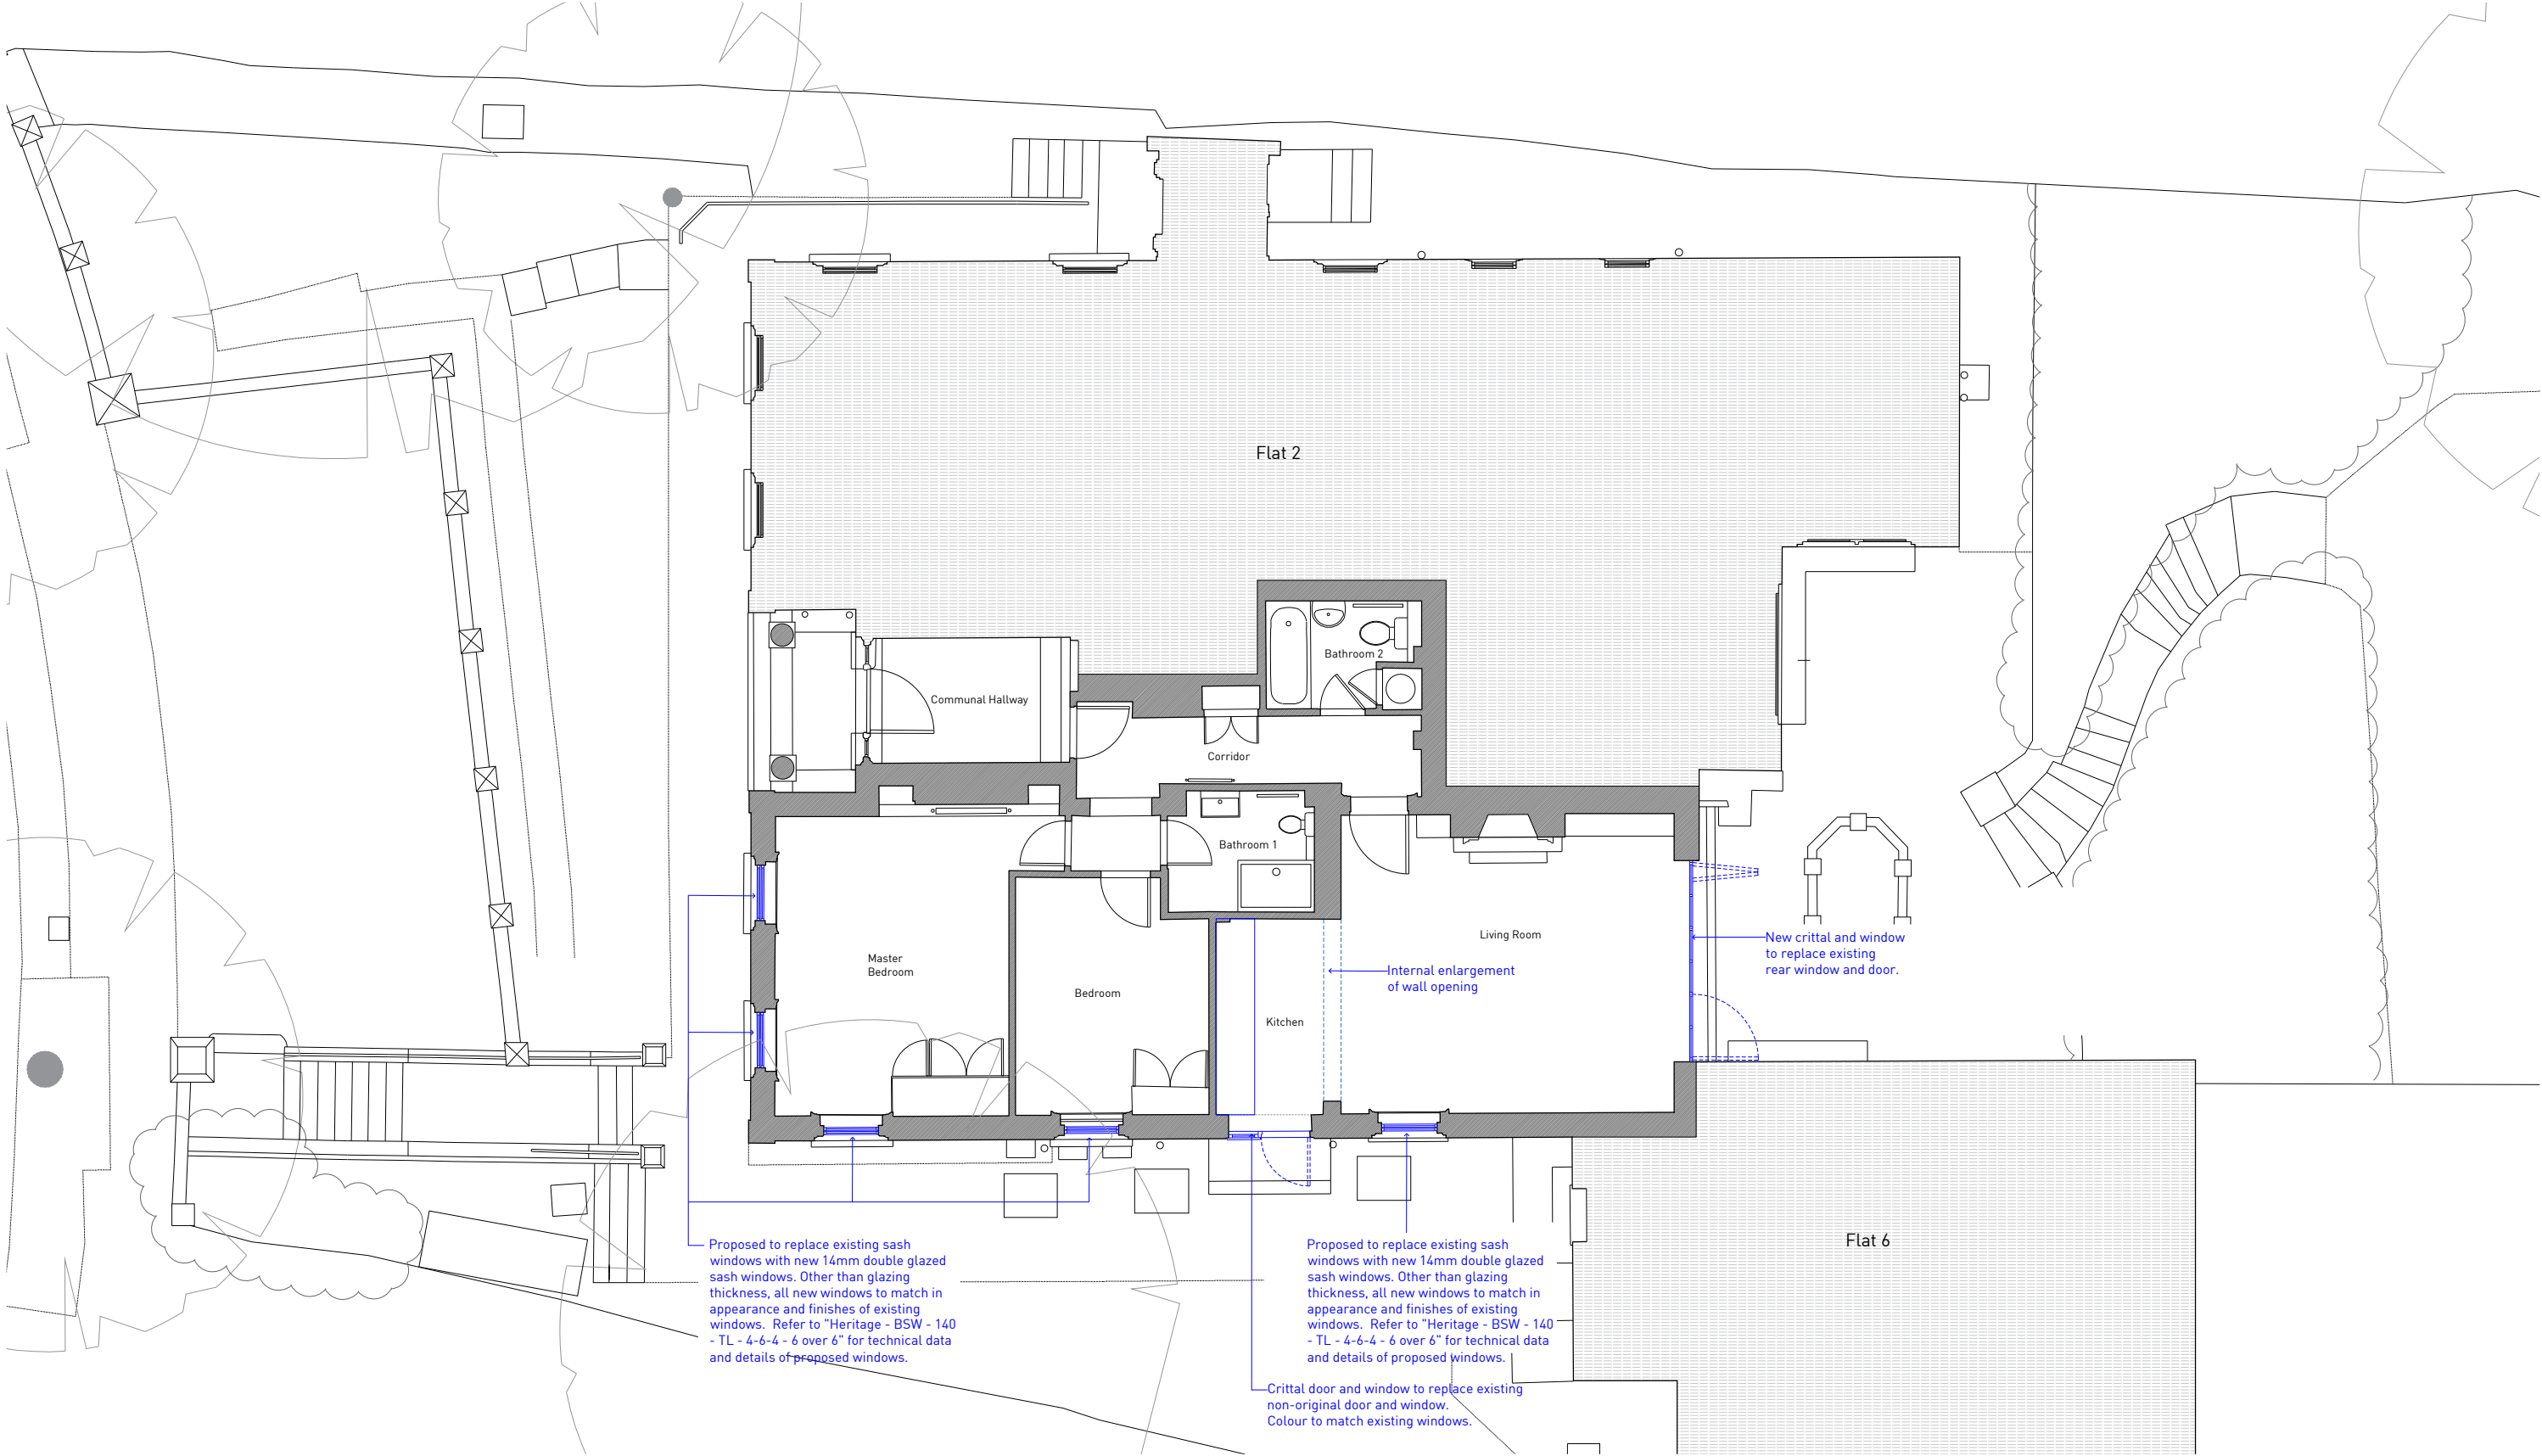 Flat 2
Bathroom 2
Communal Hallway
Corridor
Bathroom 1
Living Room
Master
Bedroom
Bedroom
Kitchen
Internal enlargement
of wall opening
New crittal and window
to replace existing
rear window and door.
Flat 6
Proposed to replace existing sash
windows with new 14mm double glazed
sash windows. Other than glazing
thickness, all new windows to match in
appearance and finishes of existing
windows. Refer to "Heritage - BSW - 140
- TL - 4-6-4 - 6 over 6" for technical data
and details of proposed windows.
Proposed to replace existing sash
windows with new 14mm double glazed
sash windows. Other than glazing
thickness, all new windows to match in
appearance and finishes of existing
windows. Refer to "Heritage - BSW - 140
- TL - 4-6-4 - 6 over 6" for technical data
and details of proposed windows.
Crittal door and window to replace existing
non-original door and window.
Colour to match existing windows.